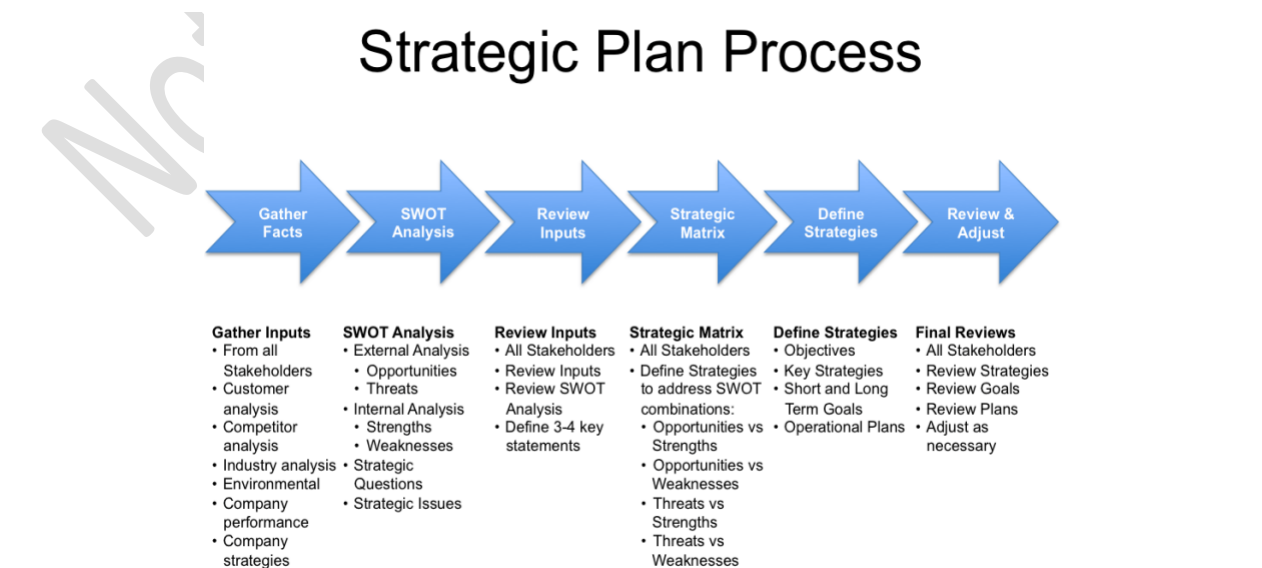 Strategic Plan Process
Gather
Facts
SWOT
Analysis
Review
Inputs
Strategic
Matrix
Define
Strategies
Review &
Adjust
Gather Inputs
• From all
Stakeholders
• Customer
analysis
• Competitor
analysis
• Industry analysis
• Environmental
• Company
performance
• Company
strategies
SWOT Analysis
• External Analysis
• Opportunities
• Threats
• Internal Analysis
• Strengths
• Weaknesses
• Strategic
Questions
• Strategic Issues
Review Inputs
• All Stakeholders
• Review Inputs
• Review SWOT
Analysis
• Define 3-4 key
statements
Strategic Matrix
• All Stakeholders
• Define Strategies
to address SWOT
combinations:
• Opportunities vs
Strengths
• Opportunities vs
Weaknesses
• Threats vs
Strengths
• Threats vs
Weaknesses
Define Strategies
• Objectives
• Key Strategies
• Short and Long
Term Goals
• Operational Plans
Final Reviews
• All Stakeholders
• Review Strategies
• Review Goals
• Review Plans
• Adjust as
necessary